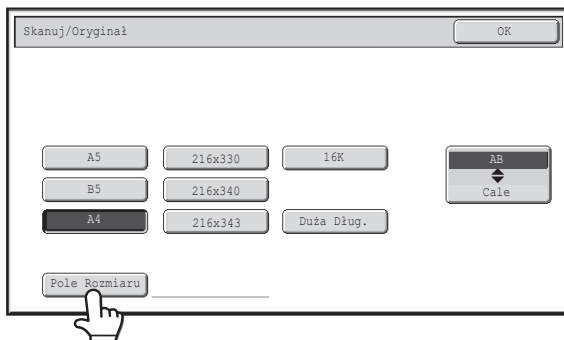 Skanuj/Oryginał OK
A5 216x330 16K AB
B5 216x340 Cale
A4 216x343 Duża Dług.
Pole Rozmiaru